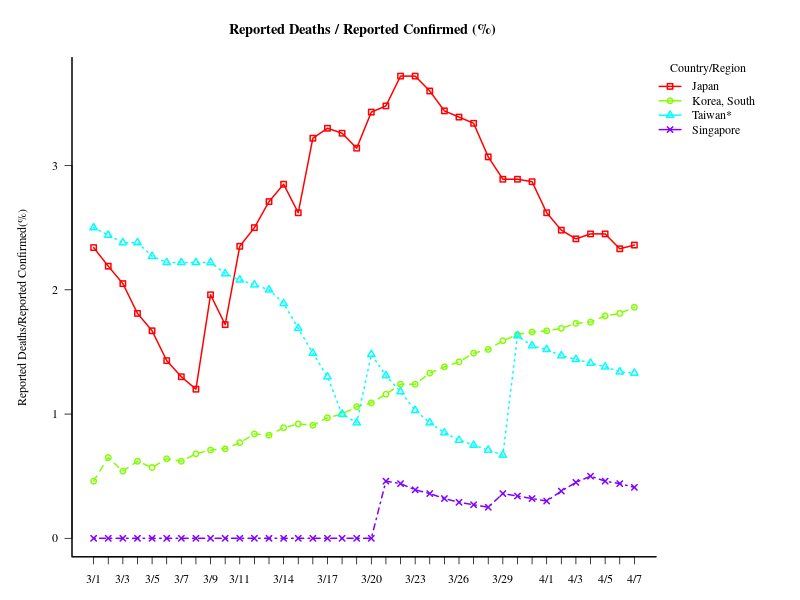 Reported Deaths / Reported Confirmed (%)
Country/Region
Japan
Korea, South
Taiwan*
Singapore
Reported Deaths/Reported Confirmed(%)
3
2
1
0
3/1 3/3 3/5 3/7 3/9 3/11 3/14 3/17 3/20 3/23 3/26 3/29 4/1 4/3 4/5 4/7